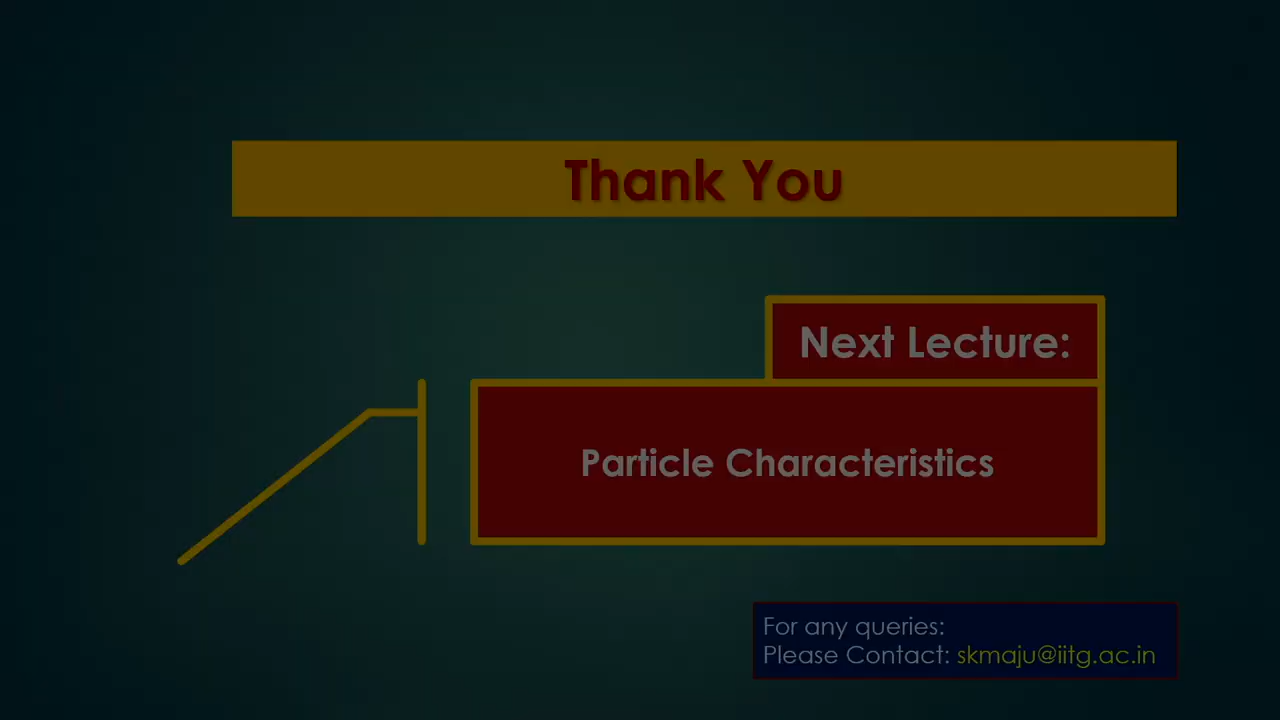 Thank You
Next Lecture:
Particle Characteristics
For any queries:
Please Contact: skmaju@iitg.ac.in